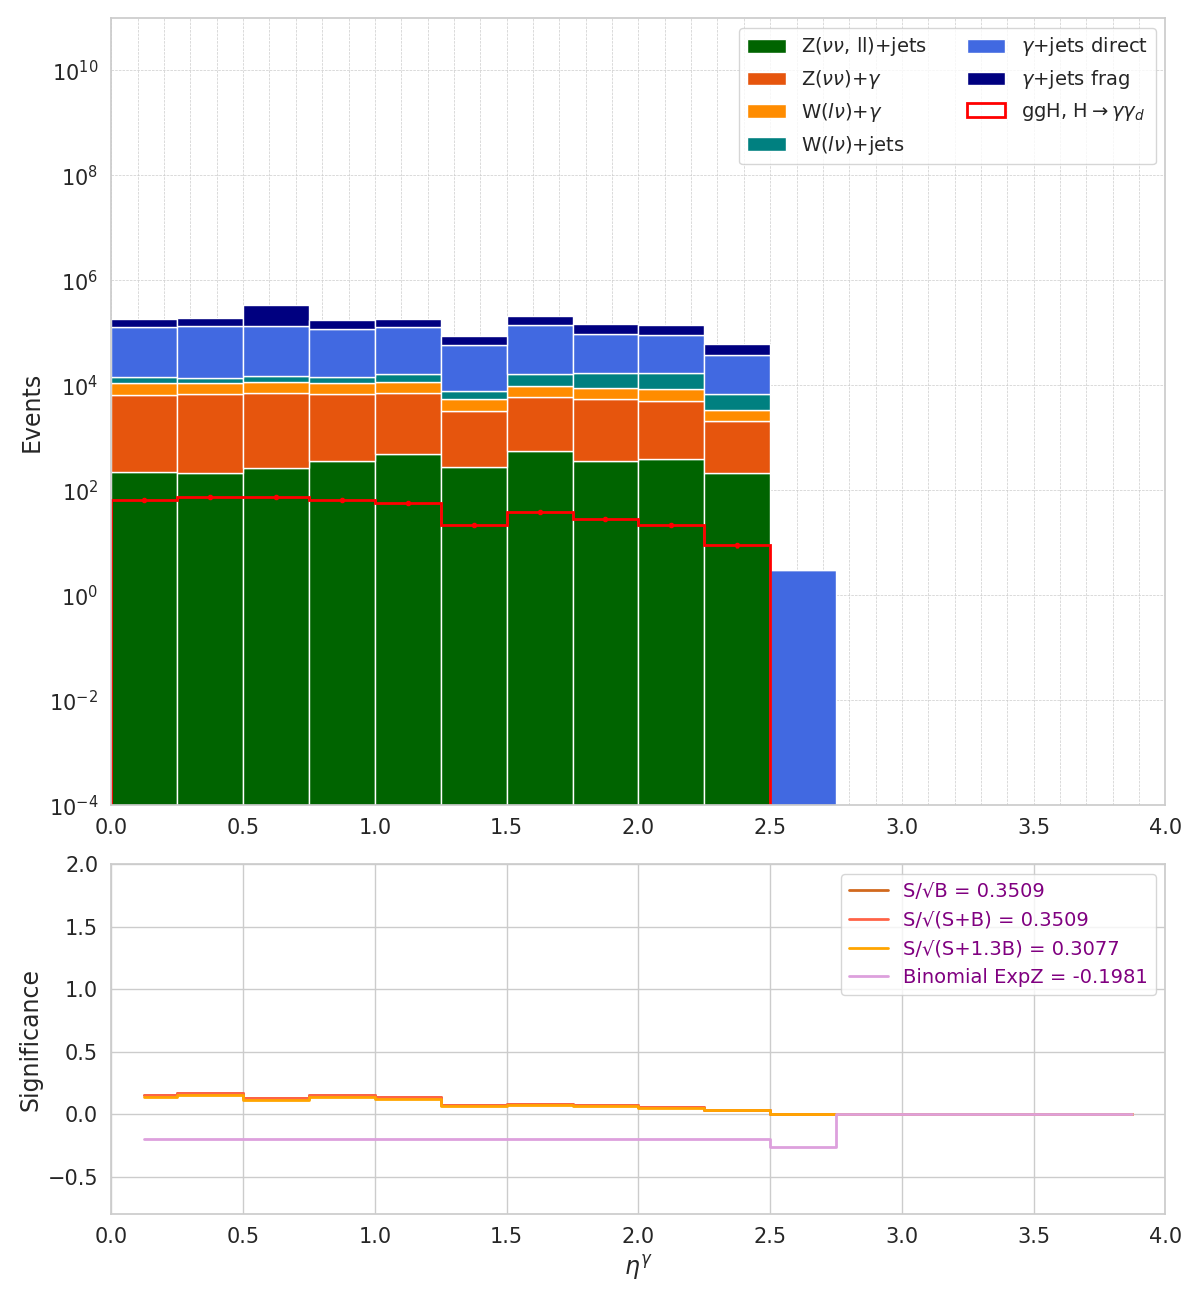 Z(νν, ll)+jets
Z(νν)+γ
W(lν)+γ
W(lν)+jets
γ+jets direct
γ+jets frag
ggH, H→γγ_d
Events
10^10
10^8
10^6
10^4
10^2
10^0
10^−2
10^−4
0.0 0.5 1.0 1.5 2.0 2.5 3.0 3.5 4.0
S/√B = 0.3509
S/√(S+B) = 0.3509
S/√(S+1.3B) = 0.3077
Binomial ExpZ = -0.1981
Significance
2.0
1.5
1.0
0.5
0.0
−0.5
0.0 0.5 1.0 1.5 2.0 2.5 3.0 3.5 4.0
η^γ